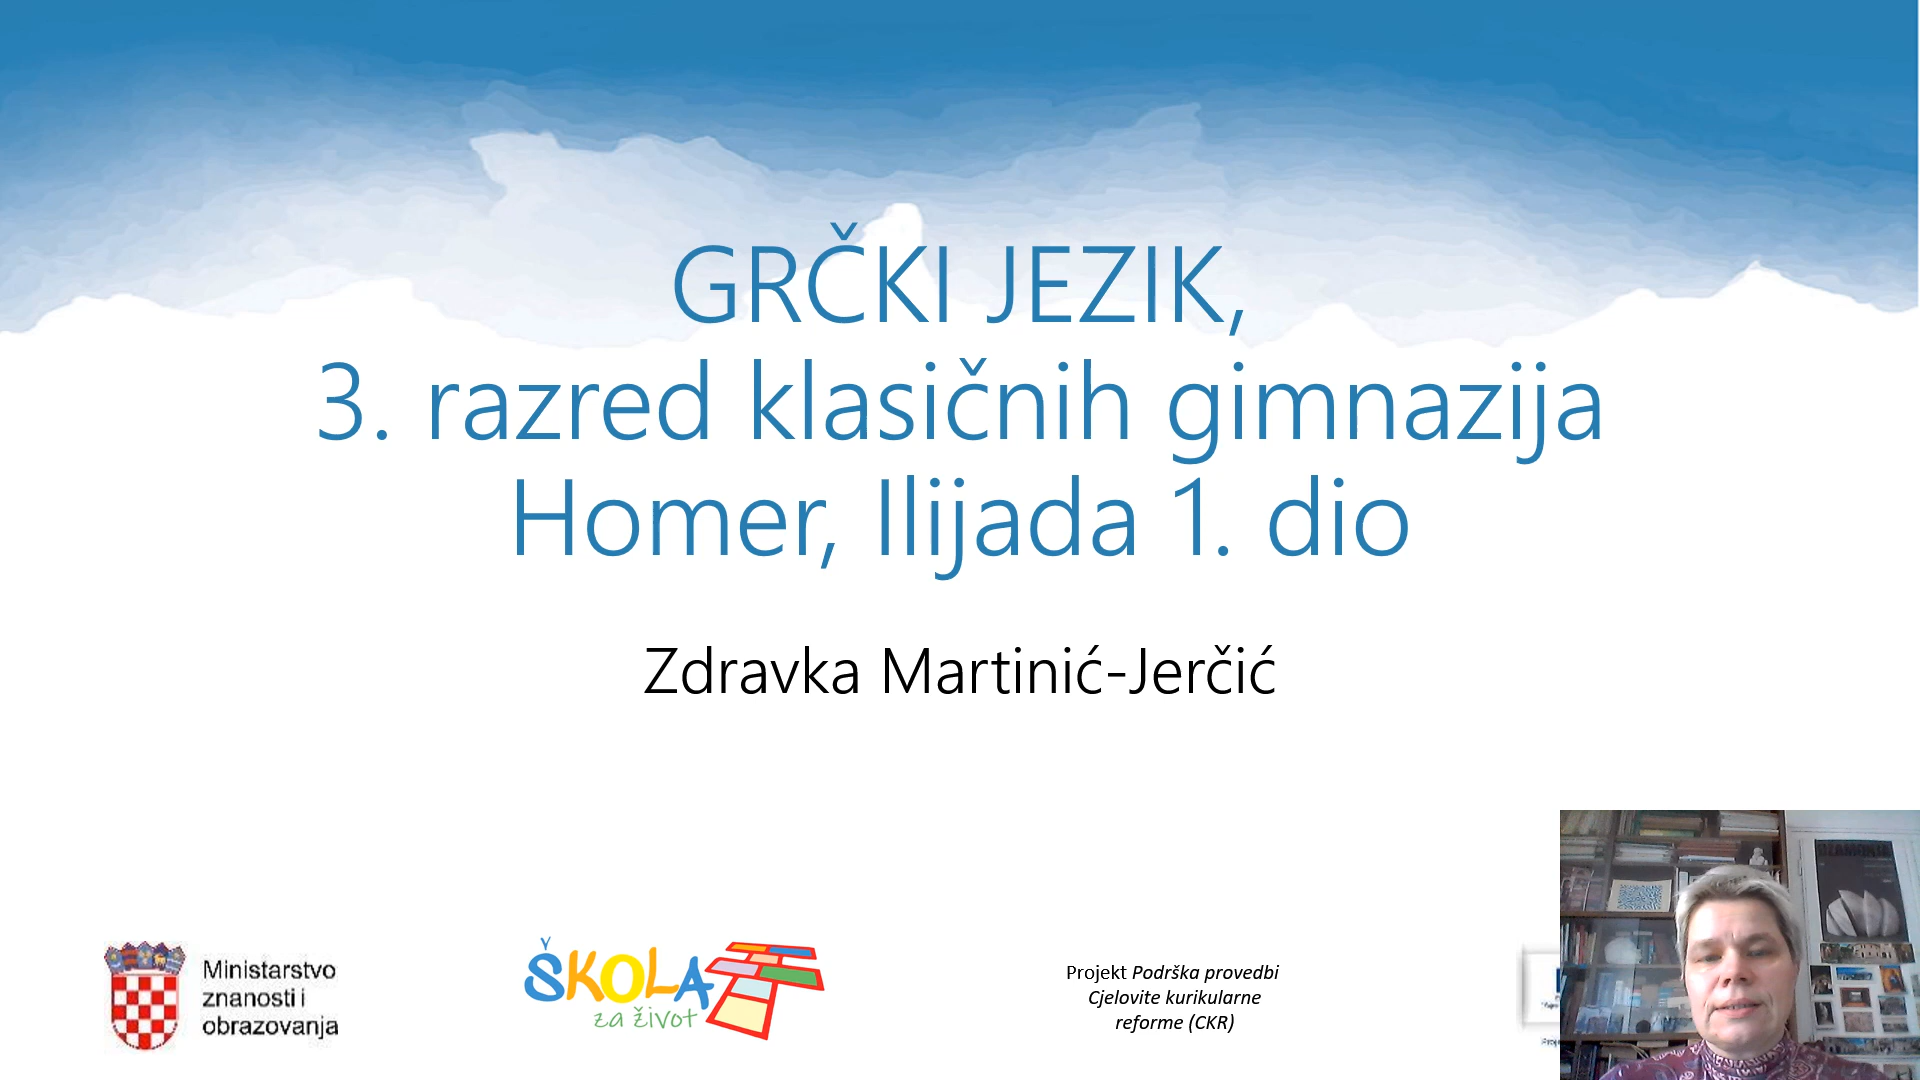 GRČKI JEZIK,
3. razred klasičnih gimnazija
Homer, Ilijada 1. dio
Zdravka Martinić-Jerčić
Ministarstvo
znanosti i
obrazovanja
ŠKOLA
za život
Projekt Podrška provedbi
Cjelovite kurikularne
reforme (CKR)